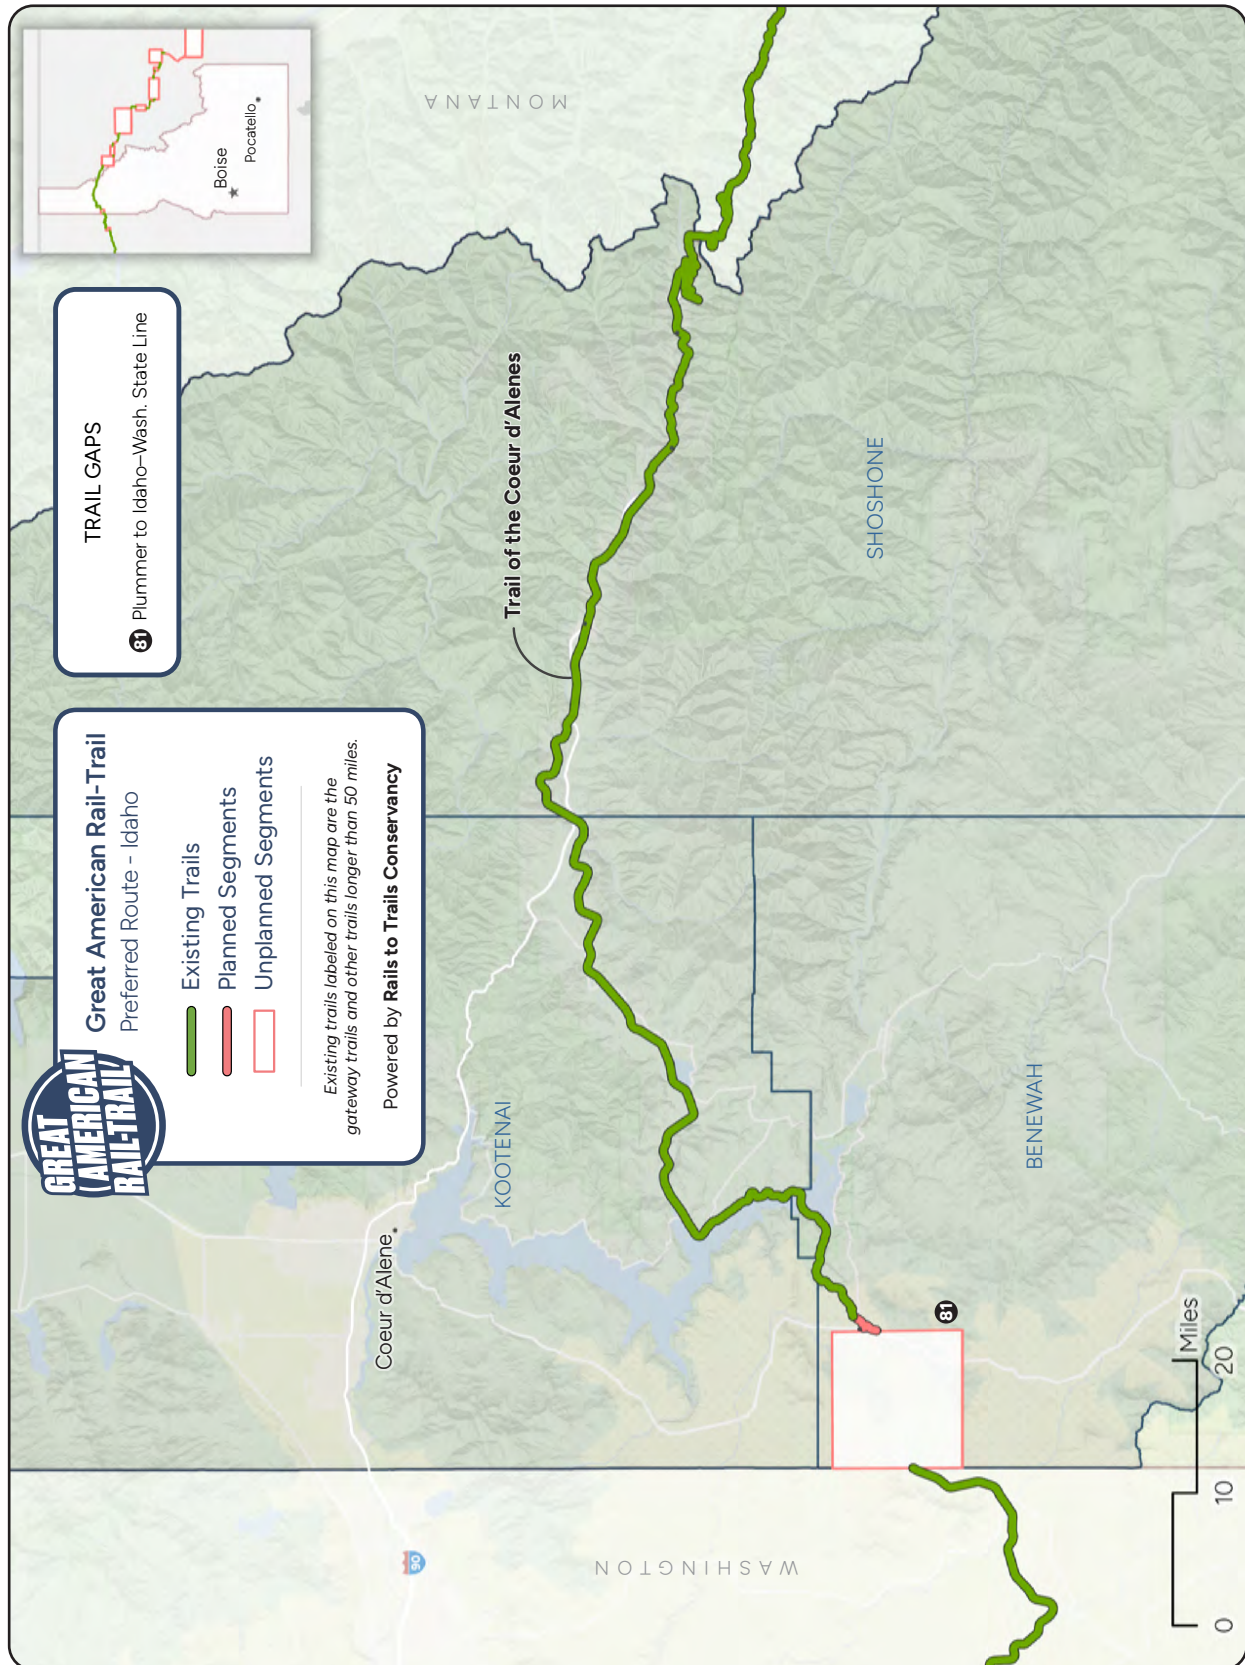 GREAT
AMERICAN
RAIL-TRAIL
Great American Rail-Trail
Preferred Route - Idaho
Existing Trails
Planned Segments
Unplanned Segments
Existing trails labeled on this map are the
gateway trails and other trails longer than 50 miles.
Powered by Rails to Trails Conservancy
TRAIL GAPS
81 Plummer to Idaho–Wash. State Line
Boise
Pocatello
MONTANA
WASHINGTON
90
Coeur d'Alene
KOOTENAI
Trail of the Coeur d'Alenes
SHOSHONE
BENEWAH
81
Miles
0 10 20